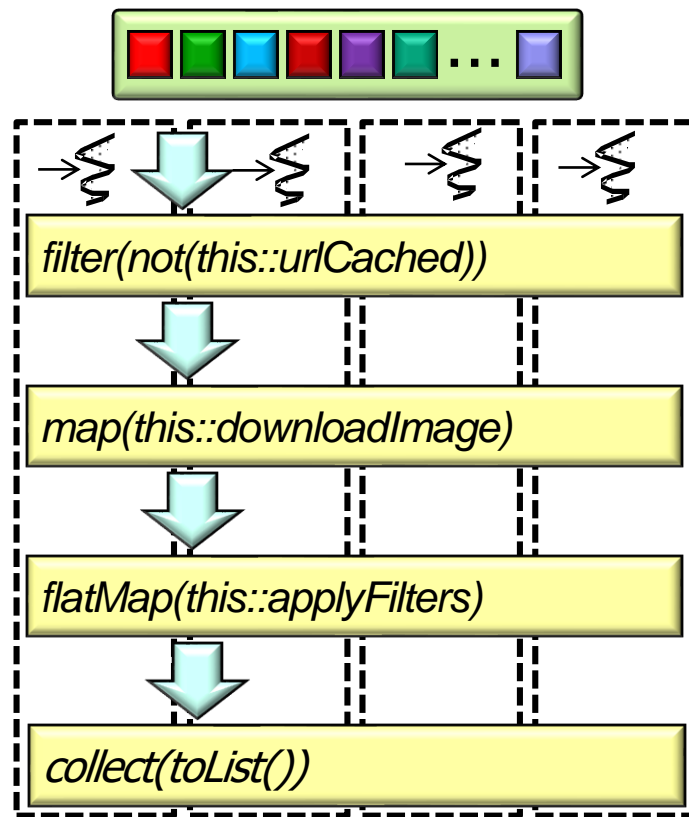 ...
filter(not(this::urlCached))
map(this::downloadImage)
flatMap(this::applyFilters)
collect(toList())